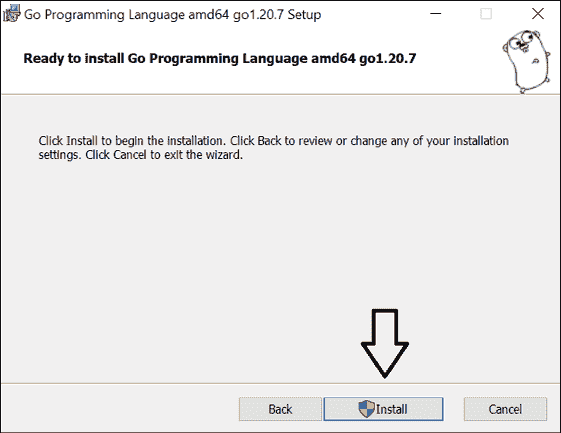 Go Programming Language amd64 go1.20.7 Setup
Ready to install Go Programming Language amd64 go1.20.7
Click Install to begin the installation. Click Back to review or change any of your installation
settings. Click Cancel to exit the wizard.
Back Install Cancel